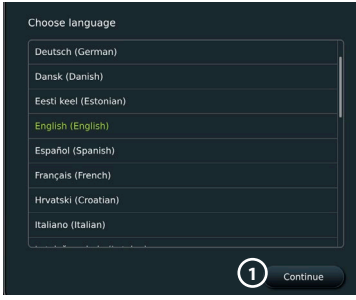 Choose language
Deutsch (German)
Dansk (Danish)
Eesti keel (Estonian)
English (English)
Español (Spanish)
Français (French)
Hrvatski (Croatian)
Italiano (Italian)
1 Continue